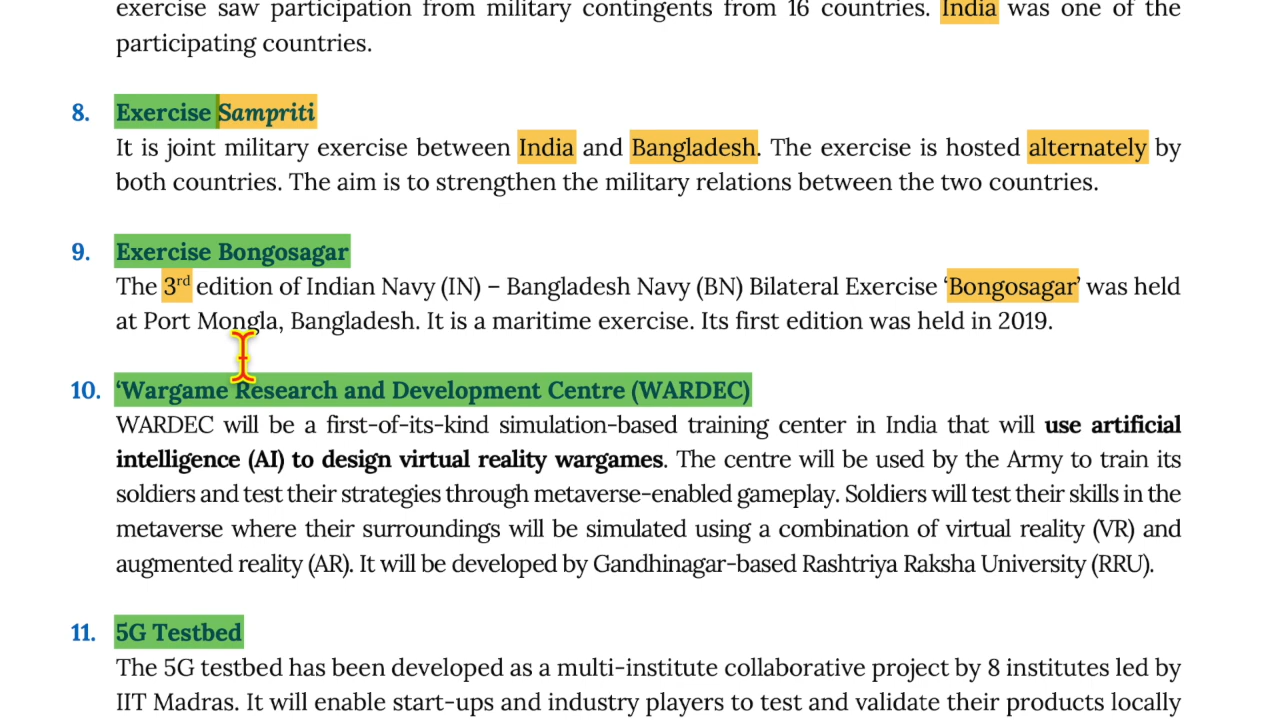 exercise saw participation from military contingents from 16 countries. India was one of the
participating countries.
8. Exercise Sampriti
It is joint military exercise between India and Bangladesh. The exercise is hosted alternately by
both countries. The aim is to strengthen the military relations between the two countries.
9. Exercise Bongosagar
The 3rd edition of Indian Navy (IN) – Bangladesh Navy (BN) Bilateral Exercise ‘Bongosagar’ was held
at Port Mongla, Bangladesh. It is a maritime exercise. Its first edition was held in 2019.
10. ‘Wargame Research and Development Centre (WARDEC)
WARDEC will be a first-of-its-kind simulation-based training center in India that will use artificial
intelligence (AI) to design virtual reality wargames. The centre will be used by the Army to train its
soldiers and test their strategies through metaverse-enabled gameplay. Soldiers will test their skills in the
metaverse where their surroundings will be simulated using a combination of virtual reality (VR) and
augmented reality (AR). It will be developed by Gandhinagar-based Rashtriya Raksha University (RRU).
11. 5G Testbed
The 5G testbed has been developed as a multi-institute collaborative project by 8 institutes led by
IIT Madras. It will enable start-ups and industry players to test and validate their products locally